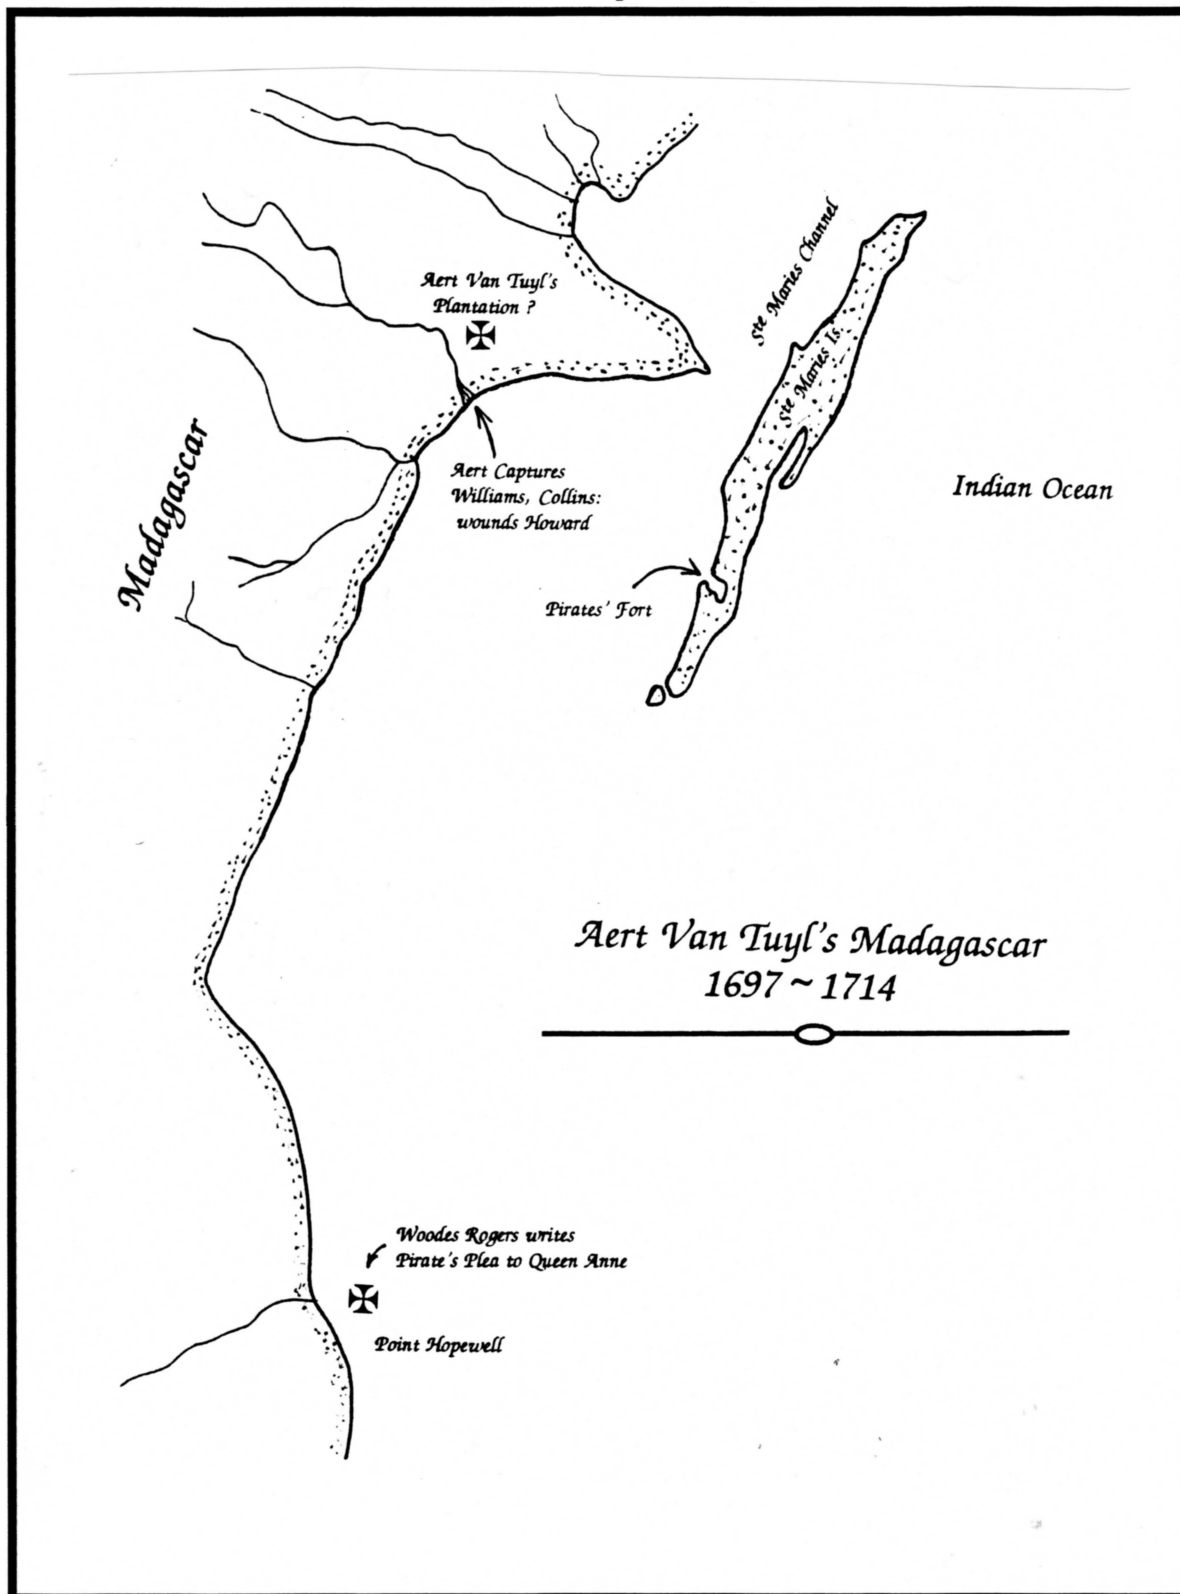 Ste Maries Channel
Aert Van Tuyl's
Plantation ?
Ste Maries Is.
Madagascar
Aert Captures
Williams, Collins:
wounds Howard
Indian Ocean
Pirates' Fort
Aert Van Tuyl's Madagascar
1697 ~ 1714
Woodes Rogers writes
Pirate's Plea to Queen Anne
Point Hopewell